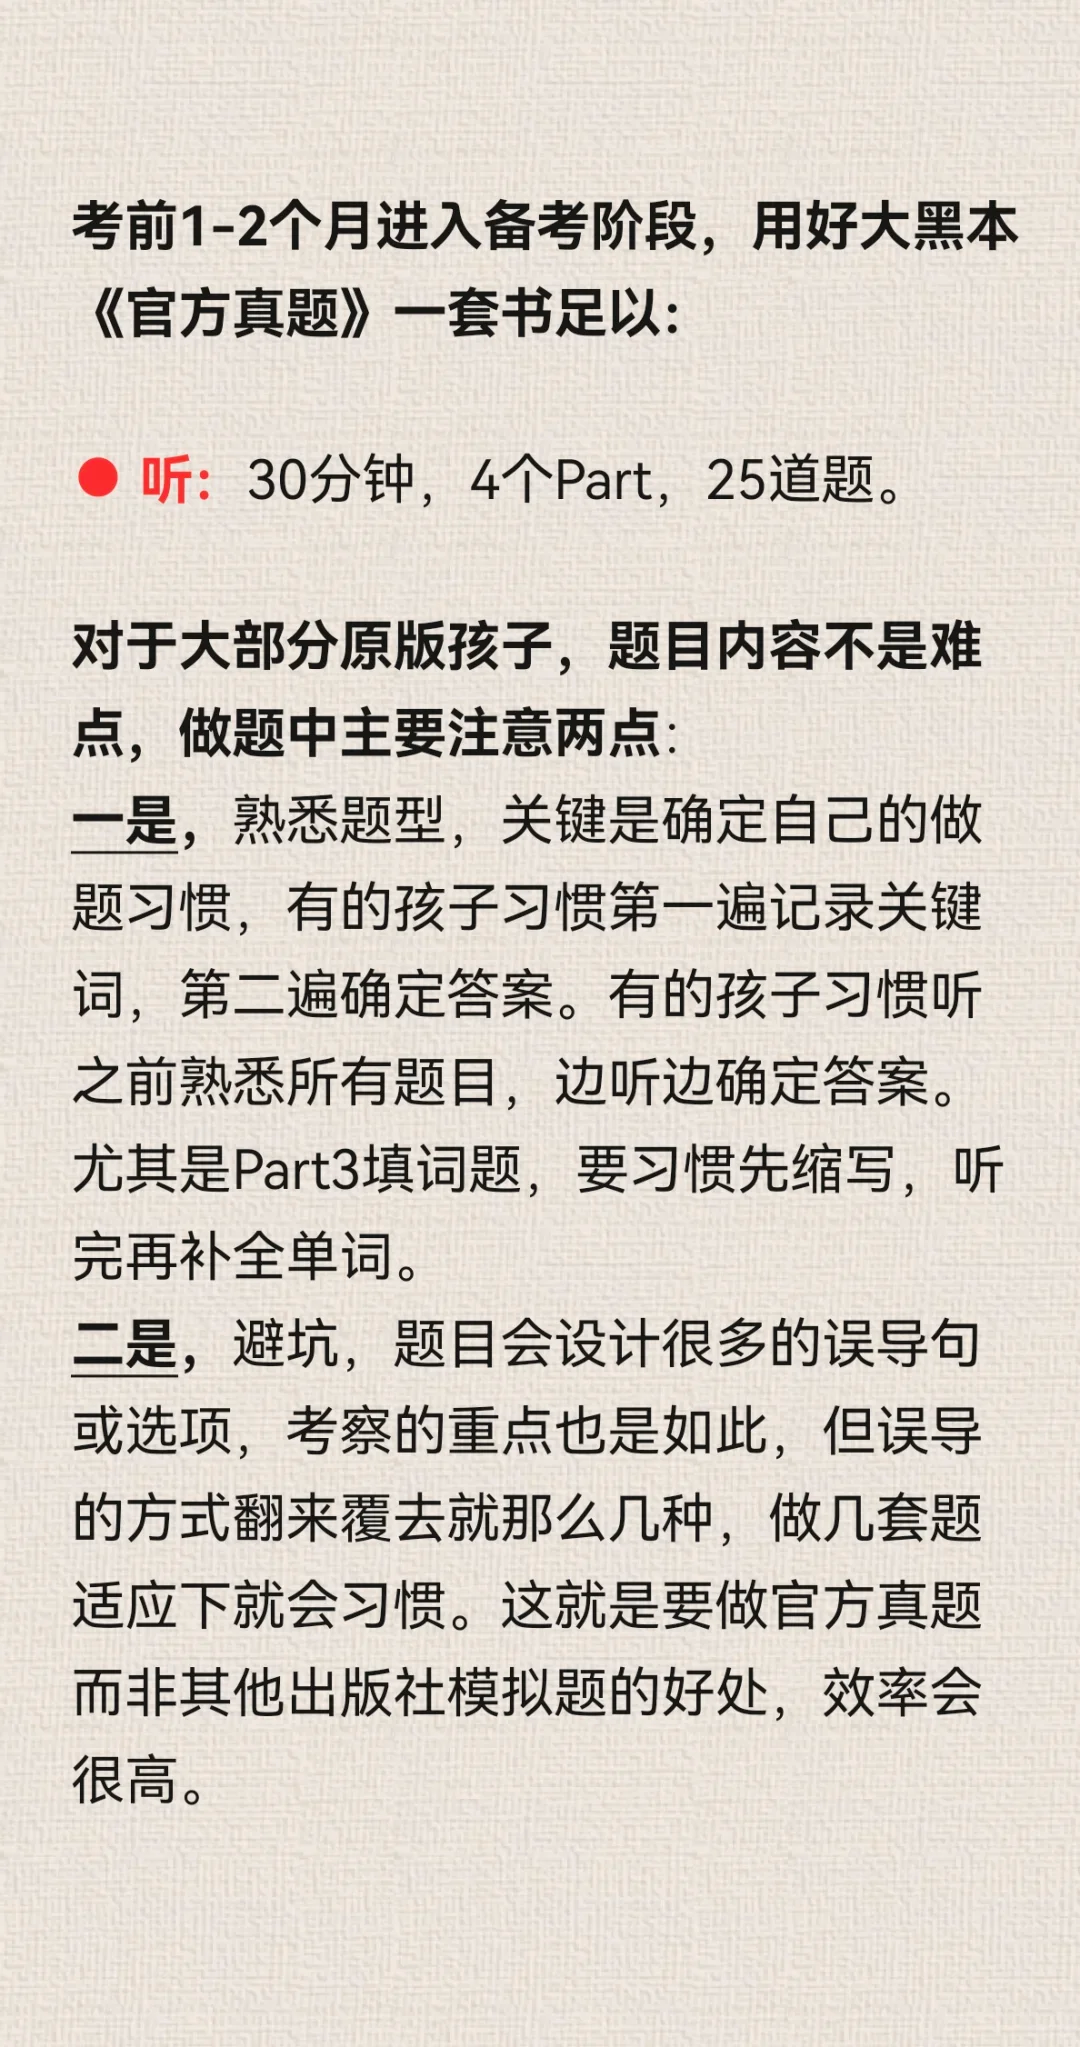 考前1-2个月进入备考阶段，用好大黑本
《官方真题》一套书足以：
听：30分钟，4个Part，25道题。
对于大部分原版孩子，题目内容不是难
点，做题中主要注意两点：
一是，熟悉题型，关键是确定自己的做
题习惯，有的孩子习惯第一遍记录关键
词，第二遍确定答案。有的孩子习惯听
之前熟悉所有题目，边听边确定答案。
尤其是Part3填词题，要习惯先缩写，听
完再补全单词。
二是，避坑，题目会设计很多的误导句
或选项，考察的重点也是如此，但误导
的方式翻来覆去就那么几种，做几套题
适应下就会习惯。这就是要做官方真题
而非其他出版社模拟题的好处，效率会
很高。